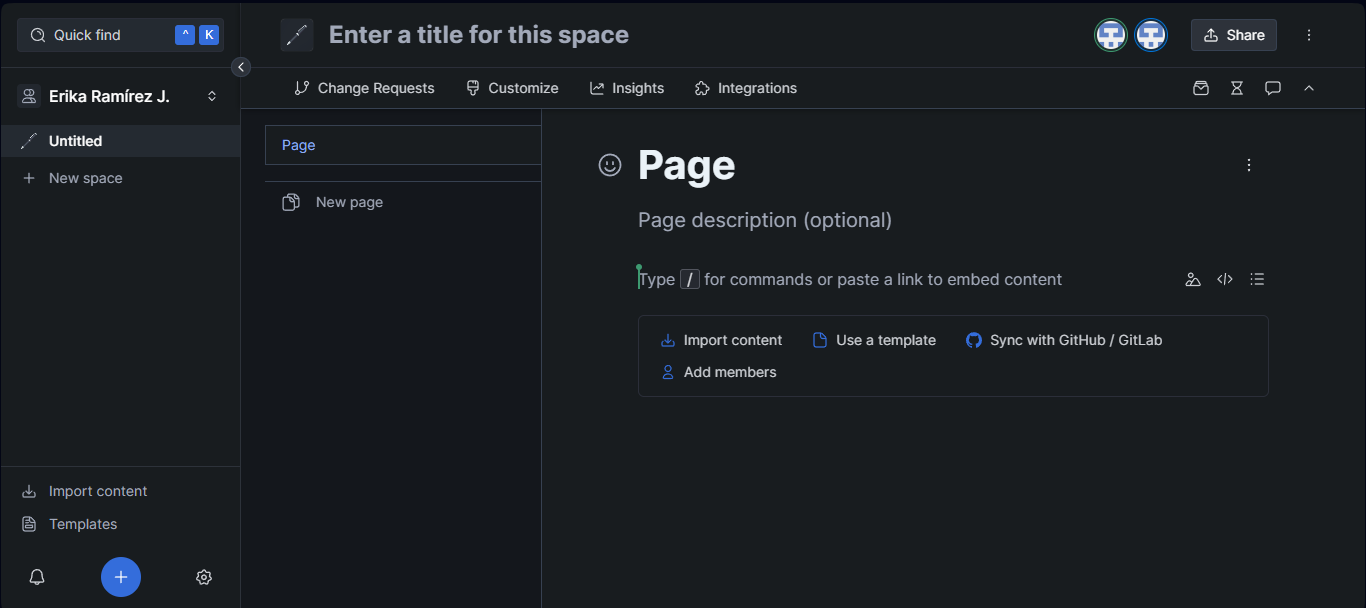 Quick find ^ K
Enter a title for this space
Share
Erika Ramírez J.
Change Requests Customize Insights Integrations
Untitled
New space
Page
New page
Page
Page description (optional)
Type / for commands or paste a link to embed content
Import content Use a template Sync with GitHub / GitLab
Add members
Import content
Templates